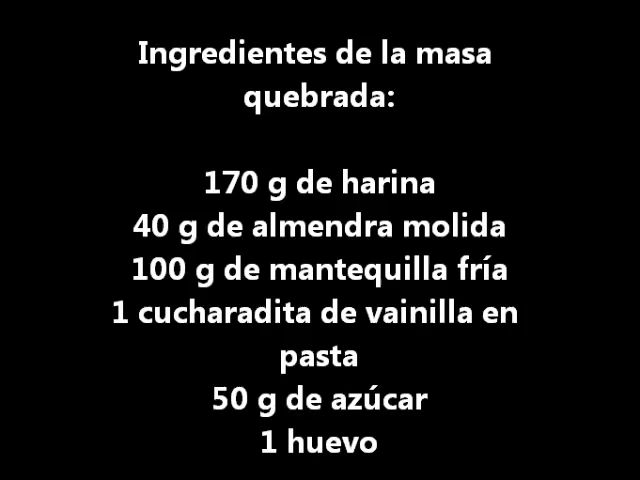 Ingredientes de la masa
quebrada:
170 g de harina
40 g de almendra molida
100 g de mantequilla fría
1 cucharadita de vainilla en
pasta
50 g de azúcar
1 huevo